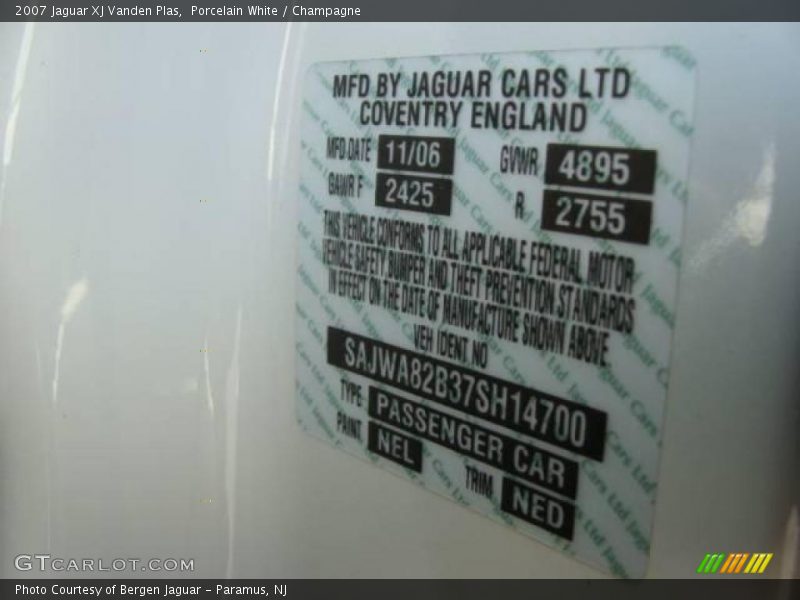 2007 Jaguar XJ Vanden Plas, Porcelain White / Champagne
MFD BY JAGUAR CARS LTD
COVENTRY ENGLAND
MFD DATE 11/06 GVWR 4895
GAWR F 2425 R 2755
THIS VEHICLE CONFORMS TO ALL APPLICABLE FEDERAL MOTOR
VEHICLE SAFETY, BUMPER AND THEFT PREVENTION STANDARDS
IN EFFECT ON THE DATE OF MANUFACTURE SHOWN ABOVE
VEH IDENT NO
SAJWA82B37SH14700
TYPE PASSENGER CAR
PAINT NEL TRIM NED
GTCARLOT.COM
Photo Courtesy of Bergen Jaguar – Paramus, NJ